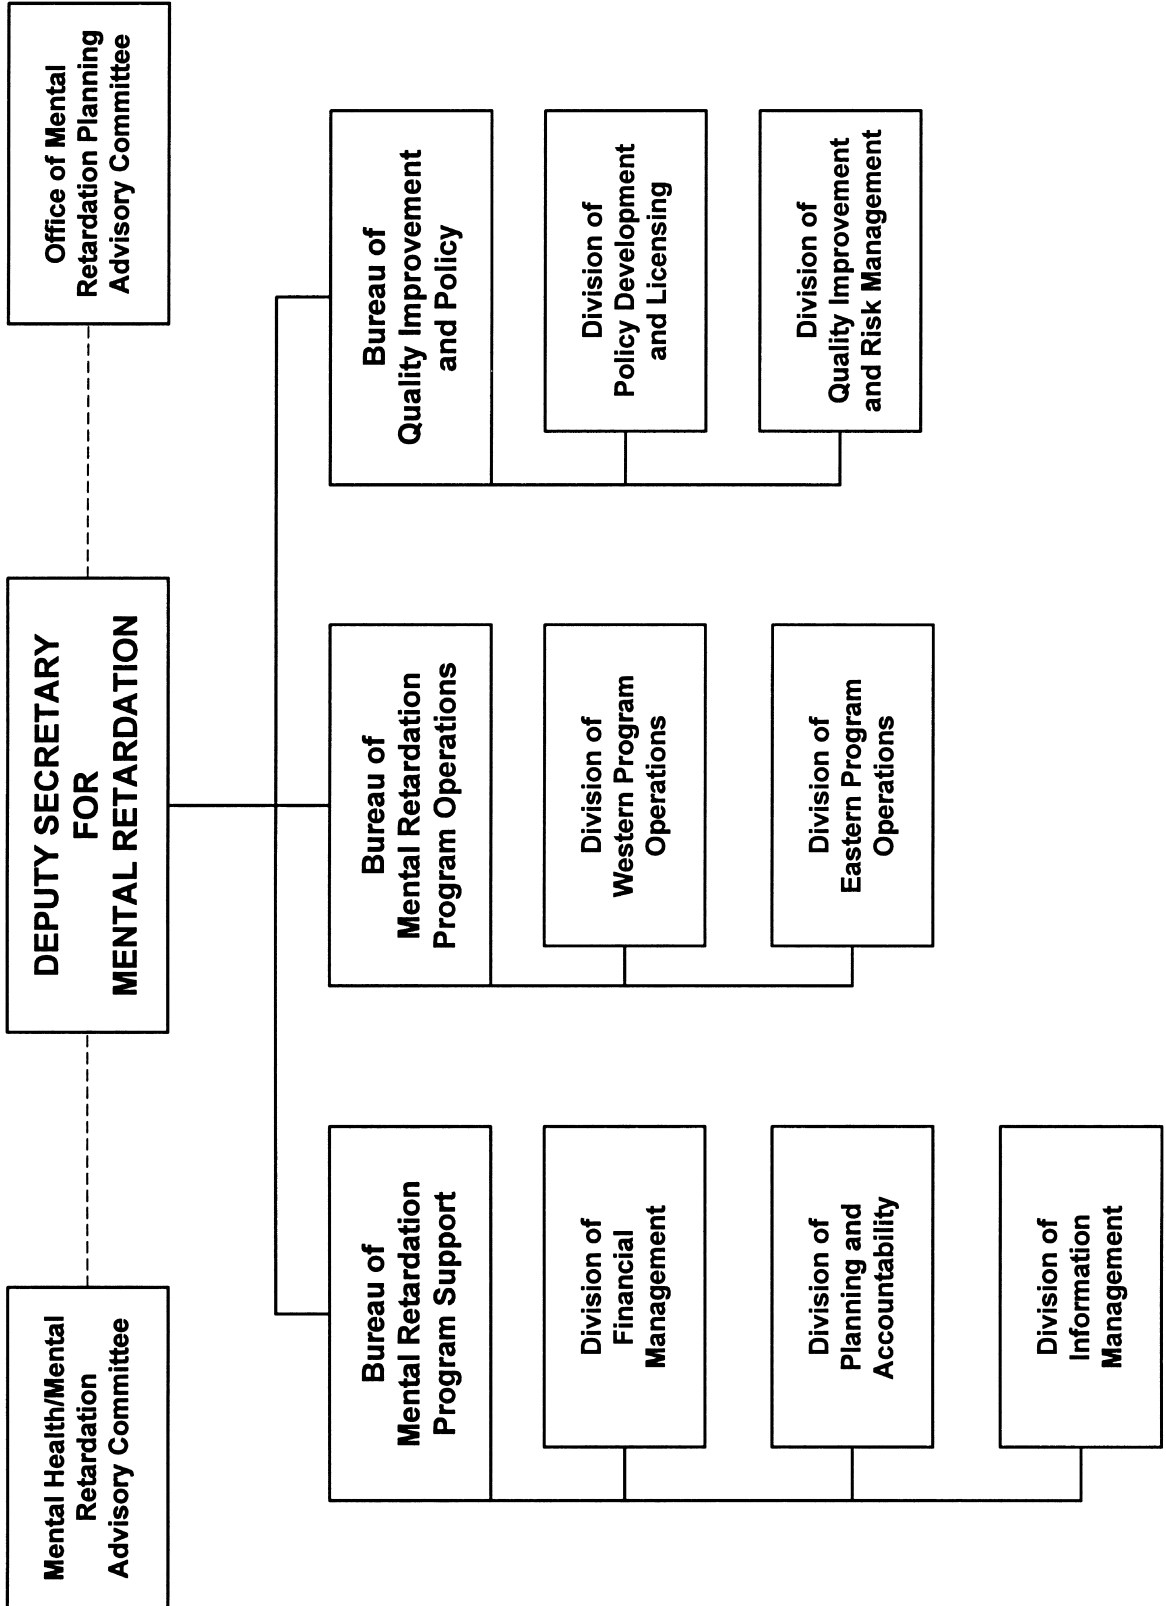 Mental Health/Mental
Retardation
Advisory Committee
DEPUTY SECRETARY
FOR
MENTAL RETARDATION
Office of Mental
Retardation Planning
Advisory Committee
Bureau of
Mental Retardation
Program Support
Division of
Financial
Management
Division of
Planning and
Accountability
Division of
Information
Management
Bureau of
Mental Retardation
Program Operations
Division of
Western Program
Operations
Division of
Eastern Program
Operations
Bureau of
Quality Improvement
and Policy
Division of
Policy Development
and Licensing
Division of
Quality Improvement
and Risk Management